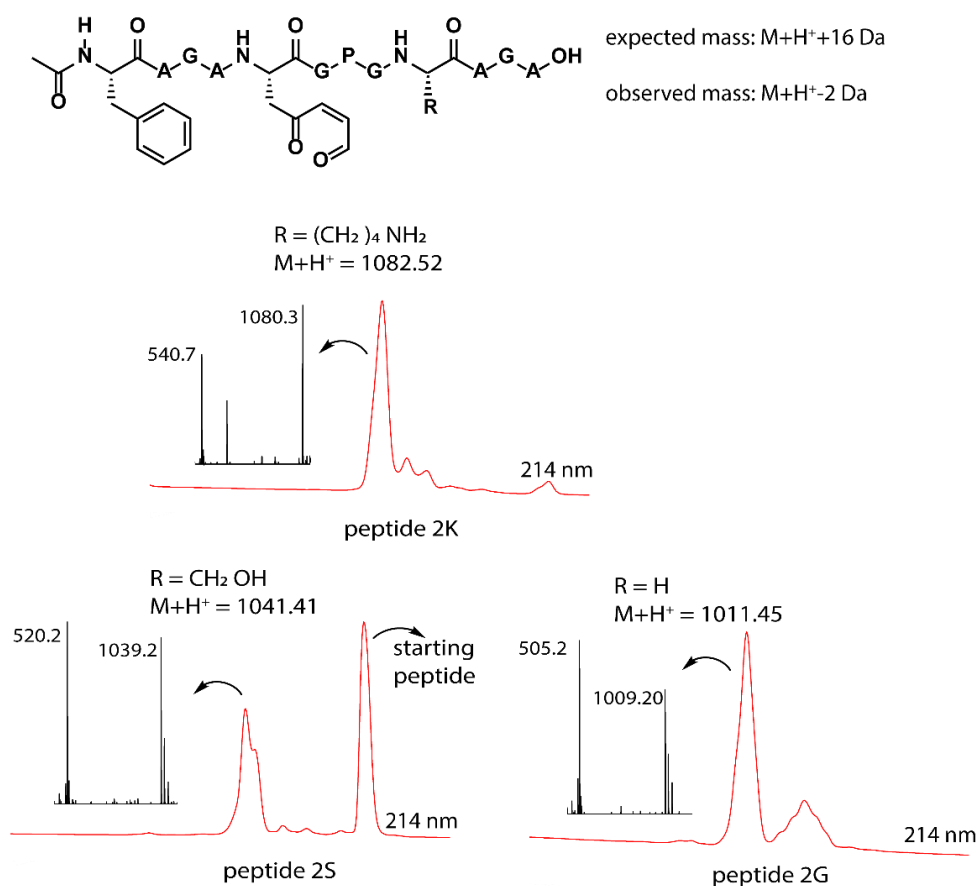 H
N
O
O
A
G
A
H
N
O
O
O
G
P
G
H
N
O
R
A
G
A
OH
expected mass: M+H⁺+16 Da
observed mass: M+H⁺-2 Da
R = (CH₂)₄ NH₂
M+H⁺ = 1082.52
1080.3
540.7
214 nm
peptide 2K
R = CH₂ OH
M+H⁺ = 1041.41
520.2
1039.2
starting
peptide
214 nm
peptide 2S
R = H
M+H⁺ = 1011.45
505.2
1009.20
214 nm
peptide 2G